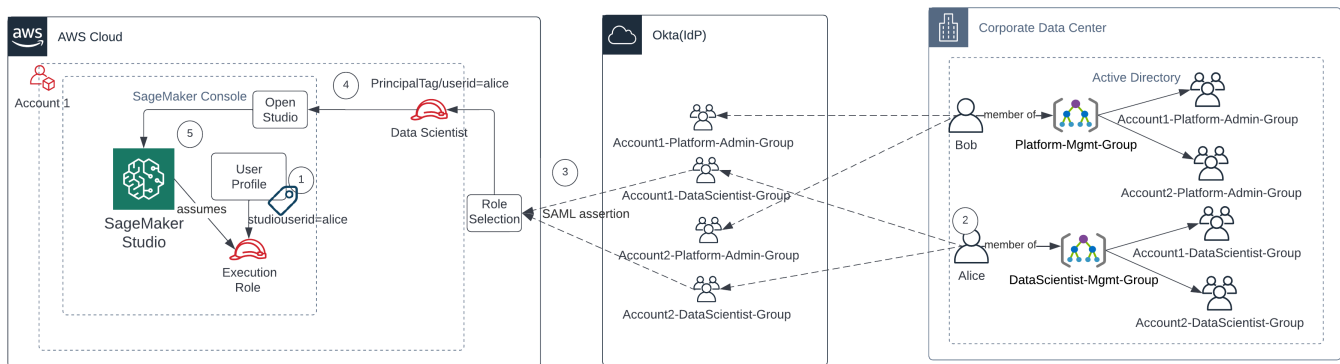 aws
AWS Cloud
Account 1
SageMaker Console
Open
Studio
4
PrincipalTag/userid=alice
Data Scientist
5
User
Profile
1
studiouserid=alice
assumes
SageMaker
Studio
Execution
Role
Role
Selection
3
SAML assertion
Okta(IdP)
Account1-Platform-Admin-Group
Account1-DataScientist-Group
Account2-Platform-Admin-Group
Account2-DataScientist-Group
Corporate Data Center
Active Directory
Bob
member of
Platform-Mgmt-Group
Account1-Platform-Admin-Group
Account2-Platform-Admin-Group
2
Alice
member of
DataScientist-Mgmt-Group
Account1-DataScientist-Group
Account2-DataScientist-Group